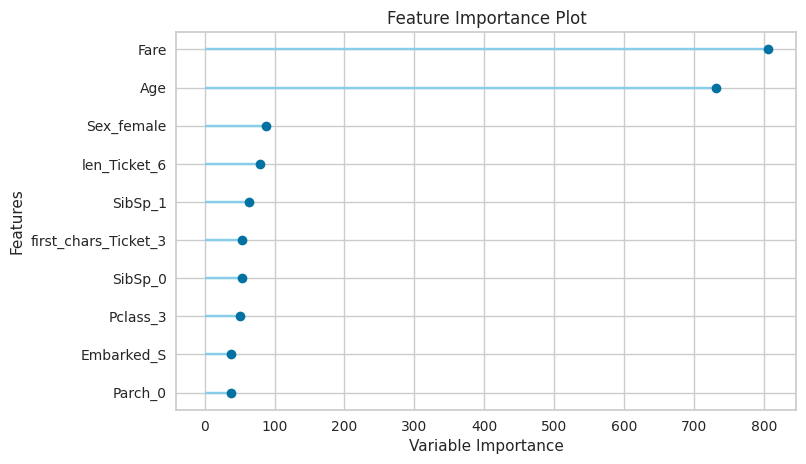 Feature Importance Plot
Fare
Age
Sex_female
len_Ticket_6
SibSp_1
first_chars_Ticket_3
SibSp_0
Pclass_3
Embarked_S
Parch_0
Features
0 100 200 300 400 500 600 700 800
Variable Importance